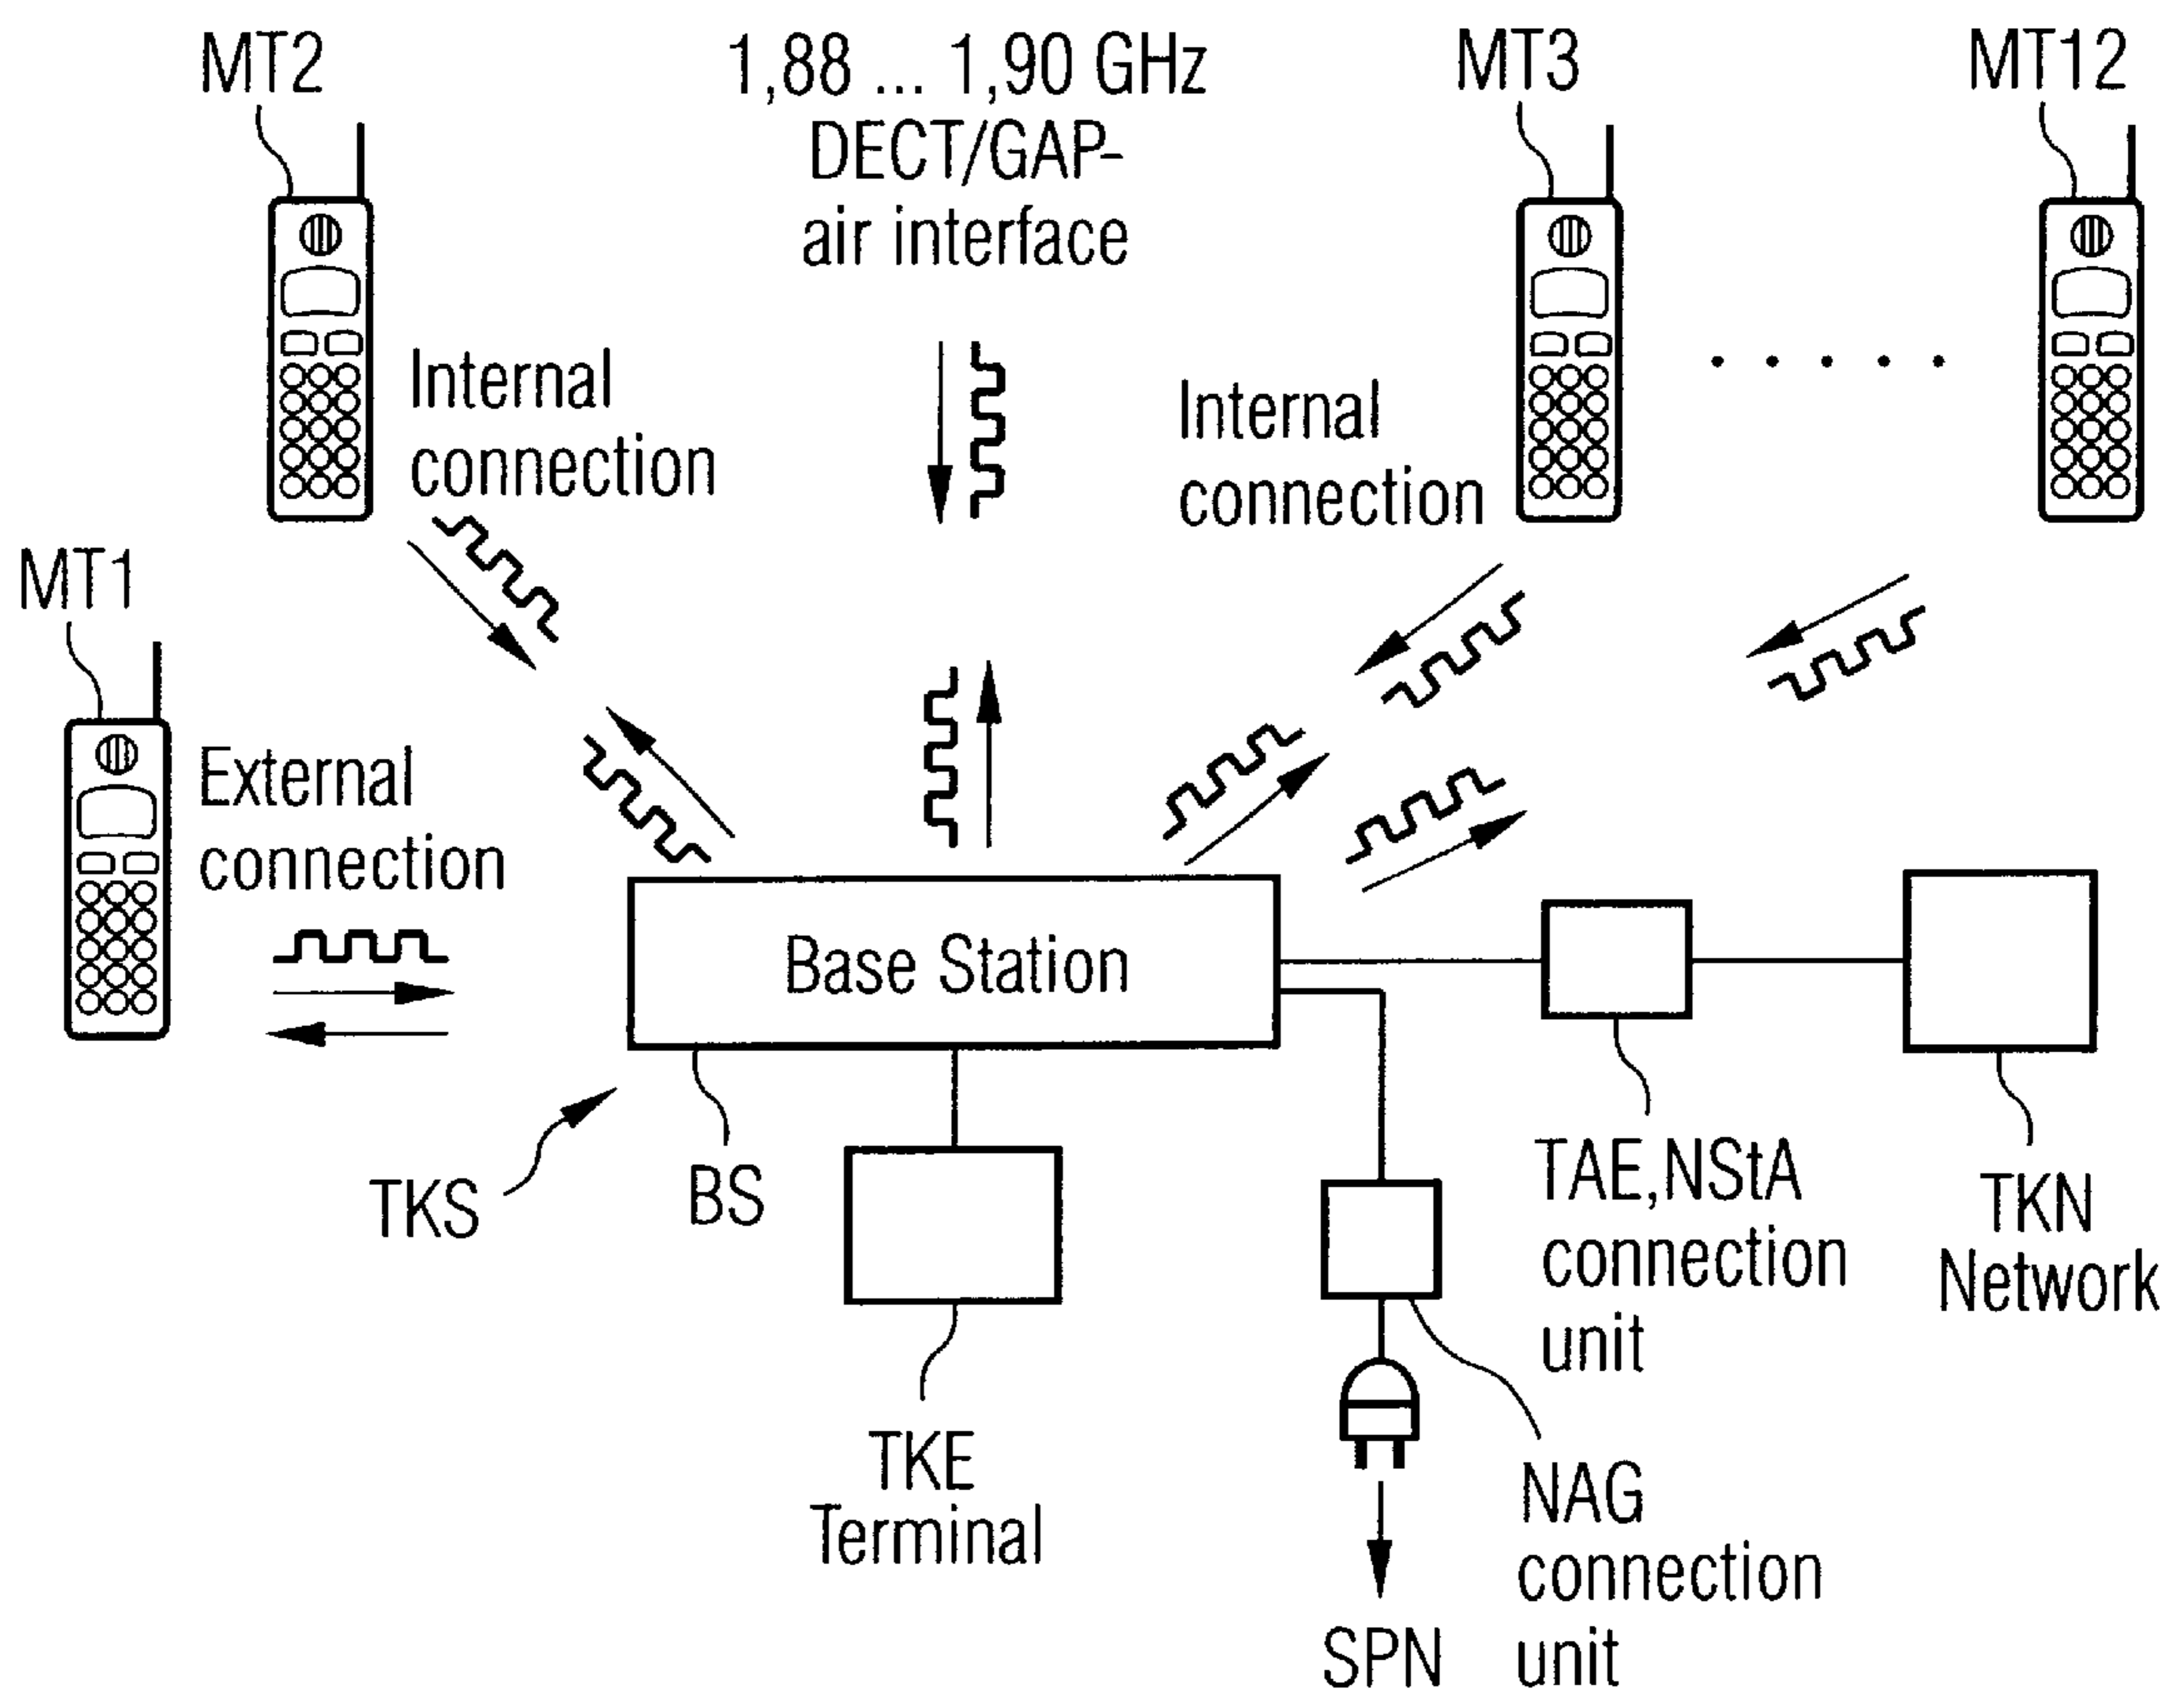 MT2
1,88 ... 1,90 GHz
DECT/GAP-
air interface
MT3
MT12
Internal
connection
Internal
connection
MT1
External
connection
Base Station
TKS
BS
TAE,NStA
connection
unit
TKN
Network
TKE
Terminal
NAG
connection
unit
SPN